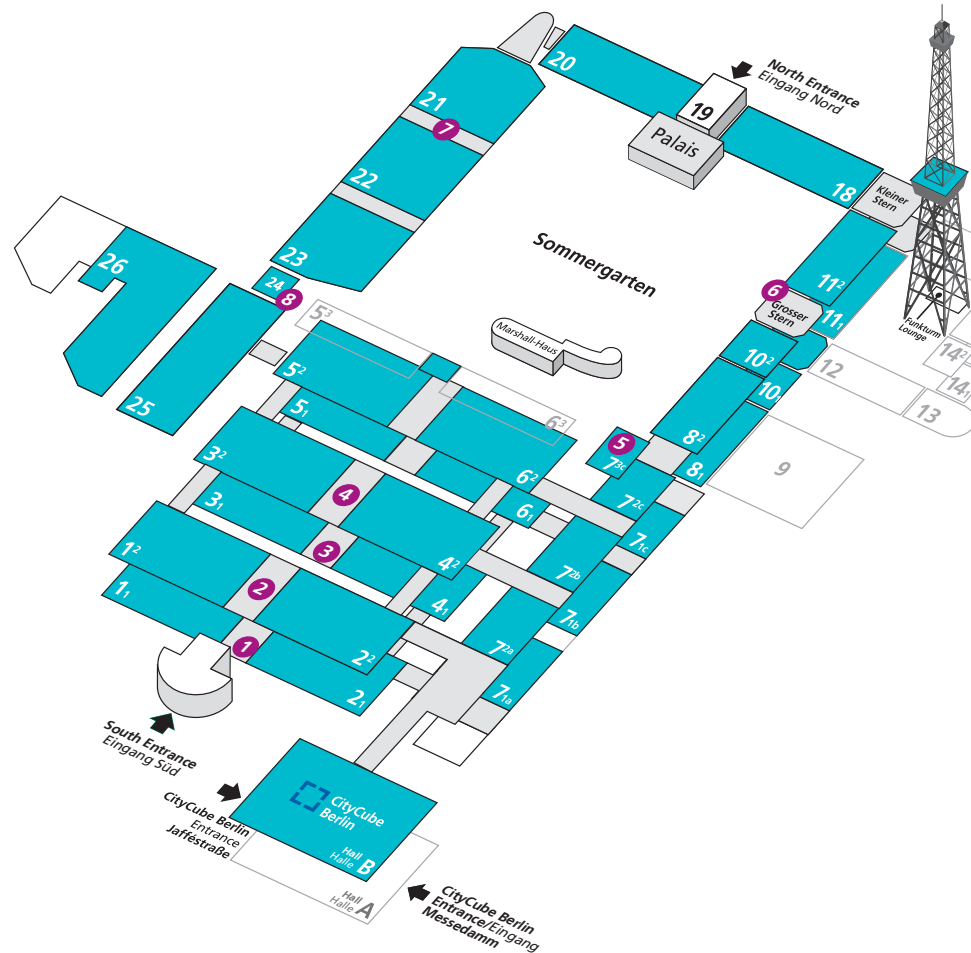 20
North Entrance
Eingang Nord
19
21
7
Palais
22
18
Kleiner
Stern
Sommergarten
23
26
24
8
11²
6
Grosser
Stern
11₁
Funkturm
Lounge
5³
Marshall-Haus
10²
12
14²
14₁
13
5²
10₁
25
5₁
6³
8²
5
7³ᶜ
8₁
9
3²
6²
4
7²ᶜ
3₁
6₁
7₁c
1²
3
4²
7²ᵇ
2
1₁
4₁
7₁b
1
2²
7²ᵃ
2₁
7₁a
South Entrance
Eingang Süd
CityCube
Berlin
CityCube Berlin
Entrance
Jafféstraße
Hall
Halle B
Hall
Halle A
CityCube Berlin
Entrance/Eingang
Messedamm